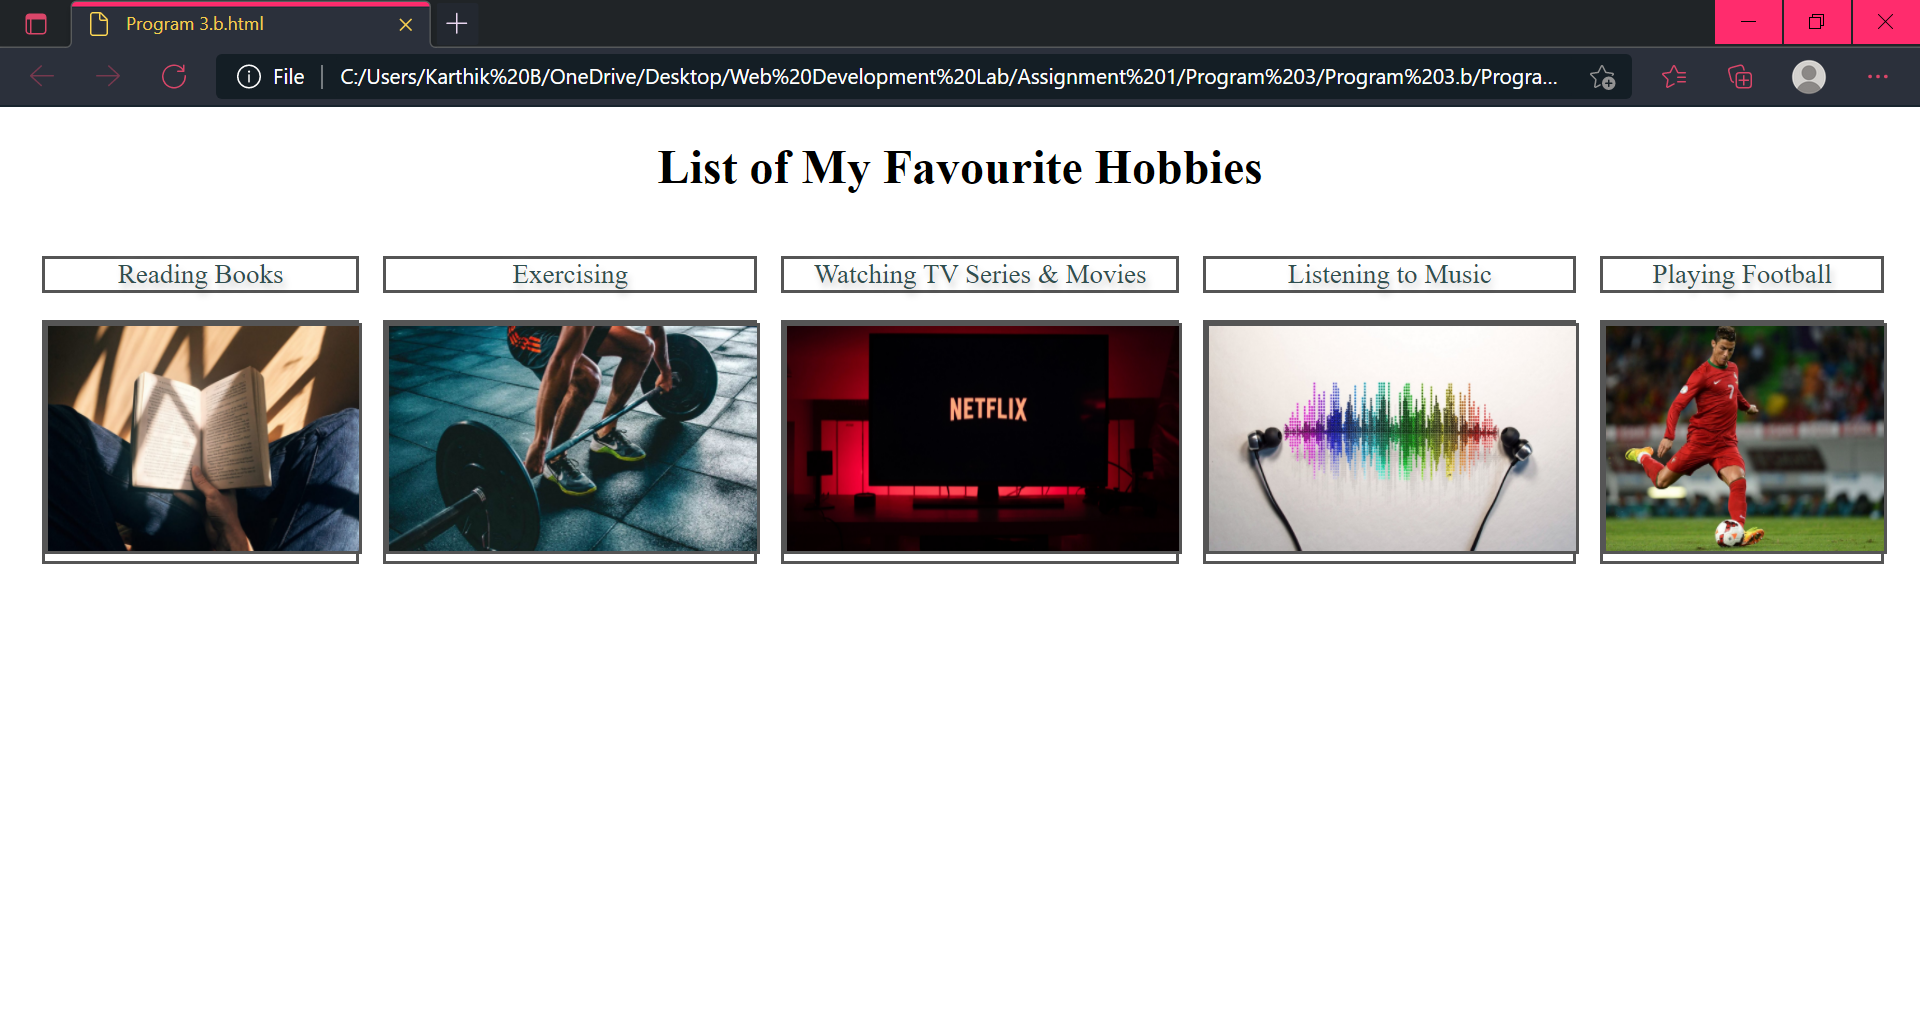 Program 3.b.html
File C:/Users/Karthik%20B/OneDrive/Desktop/Web%20Development%20Lab/Assignment%201/Program%203/Program%203.b/Progra...
List of My Favourite Hobbies
Reading Books
Exercising
Watching TV Series & Movies
Listening to Music
Playing Football
NETFLIX
7